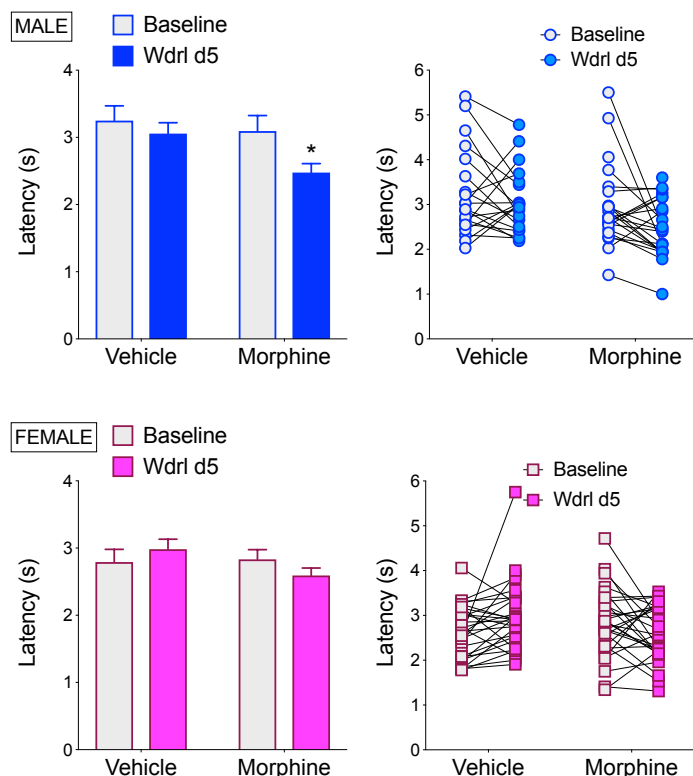 MALE
Baseline
Wdrl d5
Latency (s)
4
3
2
1
0
*
Vehicle
Morphine
Baseline
Wdrl d5
Latency (s)
6
5
4
3
2
1
0
Vehicle
Morphine
FEMALE
Baseline
Wdrl d5
Latency (s)
4
3
2
1
0
Vehicle
Morphine
Baseline
Wdrl d5
Latency (s)
6
5
4
3
2
1
0
Vehicle
Morphine